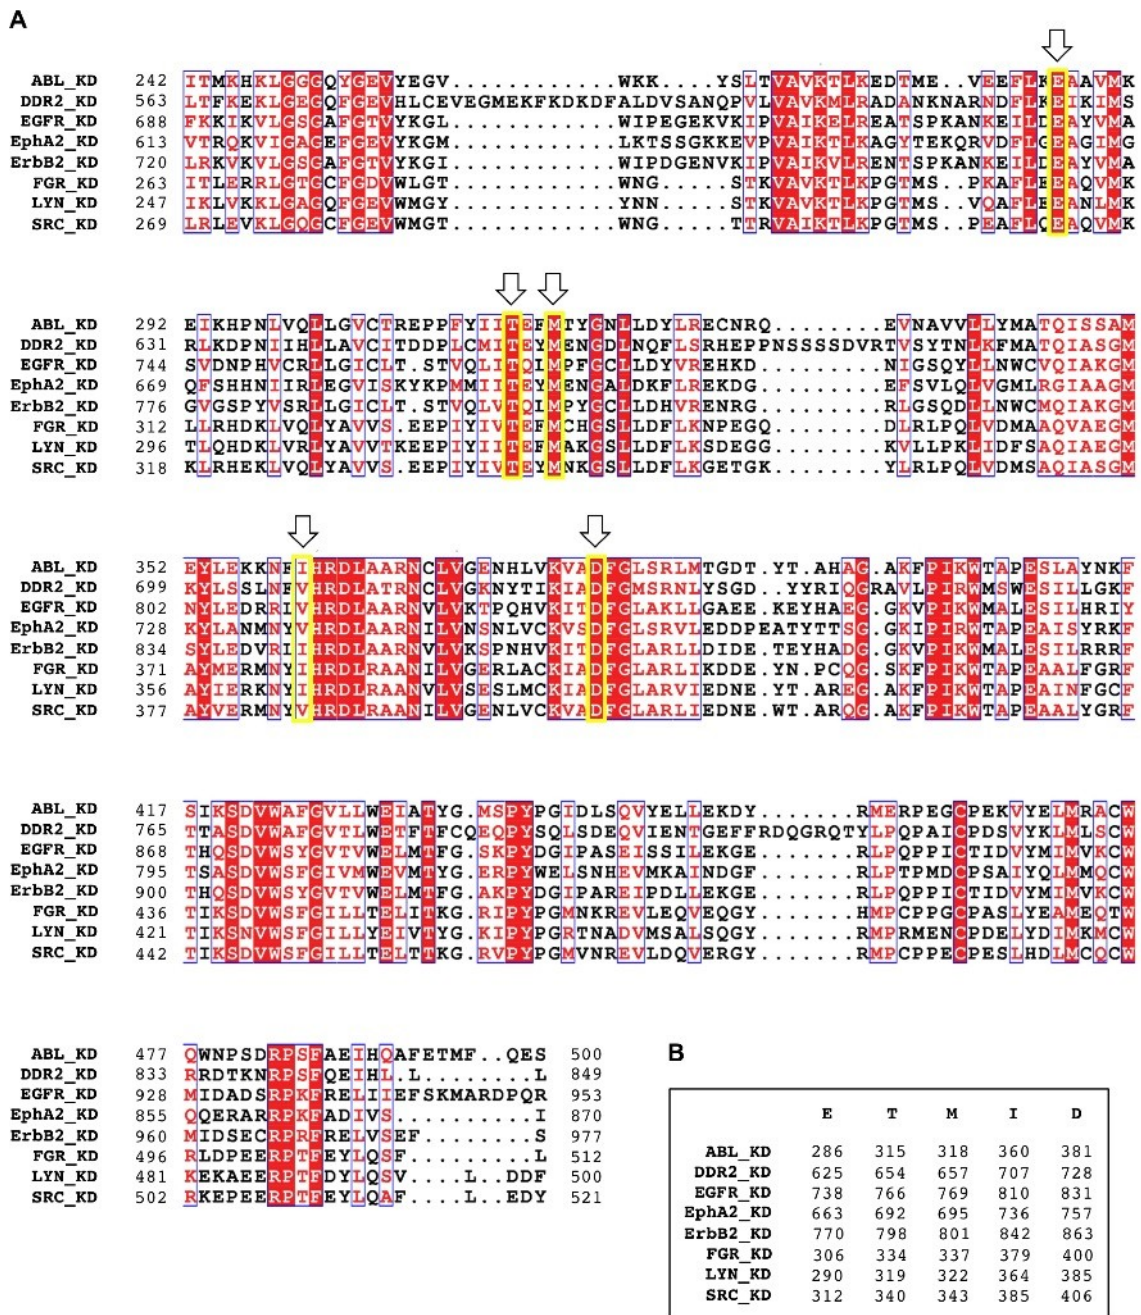 A
ABL_KD 242 ITMKHKLGGGQYGEVYEGV............WKK....YSLTVAVKTLKEDTME..VEEFLKEAAVMK
DDR2_KD 563 LTFKEKLGEGQFGEVHLCEVEGMEKFKDKDFALDVSANQPVLVAVKMLRADANKNARNDFLKEIKIMS
EGFR_KD 688 FKKIKVLGSGAFGTVYKGL............WIPEGEKVKIPVAIKELREATSPKANKEILDEAYVMA
EphA2_KD 613 VTRQKVIGAGEFGEVYKGM............LKTSSGKKEVPVAIKTLKAGYTEKQRVDFLGEAGIMG
ErbB2_KD 720 LRKVKVLGSGAFGTVYKGI............WIPDGENVKIPVAIKVLRENTSPKANKEILDEAYVMA
FGR_KD 263 ITLERRLGTGCFGDVWLGT............WNG.....STKVAVKTLKPGTMS..PKAFLEEAQVMK
LYN_KD 247 IKLVKKLGAGQFGEVWMGY............YNN.....STKVAVKTLKPGTMS..VQAFLEEANLMK
SRC_KD 269 LRLEVKLGQGCFGEVWMGT............WNG.....TTRVAIKTLKPGTMS..PEAFLQEAQVMK
ABL_KD 292 EIKHPNLVQLLGVCTREPPFYIITEFMTYGNLLDYLRECNRQ........EVNAVVLLYMATQISSAM
DDR2_KD 631 RLKDPNIIHLLAVCITDDPLCMITEYMENGDLNQFLSRHEPPNSSSSDVRTVSYTNLKFMATQIASGM
EGFR_KD 744 SVDNPHVCRLLGICLT.STVQLITQLMPFGCLLDYVREHKD.........NIGSQYLLNWCVQIAKGM
EphA2_KD 669 QFSHHNIIRLEGVISKYKPMMIITEYMENGALDKFLREKDG.........EFSVLQLVGMLRGIAAGM
ErbB2_KD 776 GVGSPYVSRLLGICLT.STVQLVTQLMPYGCLLDHVRENRG.........RLGSQDLLNWCMQIAKGM
FGR_KD 312 LLRHDKLVQLYAVVS.EEPIYIVTEFMCHGSLLDFLKNPEGQ........DLRLPQLVDMAAQVAEGM
LYN_KD 296 TLQHDKLVRLYAVVTKEEPIYIITEFMAKGSLLDFLKSDEGG........KVLLPKLIDFSAQIAEGM
SRC_KD 318 KLRHEKLVQLYAVVS.EEPIYIVTEYMNKGSLLDFLKGETGK........YLRLPQLVDMSAQIASGM
ABL_KD 352 EYLEKKNFIHRDLAARNCLVGENHLVKVADFGLSRLMTGDT.YT.AHAG.AKFPIKWTAPESLAYNKF
DDR2_KD 699 KYLSSLNFVHRDLATRNCLVGKNYTIKIADFGMSRNLYSGD.YYRIQGRAVLPIRWMSWESILLGKF
EGFR_KD 802 NYLEDRRLVHRDLAARNVLVKTPQHVKITDFGLAKLLGAEE.KEYHAEG.GKVPIKWMALESILHRIY
EphA2_KD 728 KYLANMNYVHRDLAARNILVNSNLVCKVSDFGLSRVLEDDPEATYTTSG.GKIPIRWTAPEAISYRKF
ErbB2_KD 834 SYLEDVRLIHRDLAARNVLVKSPNHVKITDFGLARLLDIDE.TEYHADG.GKVPIKWMALESILRRRF
FGR_KD 371 AYMERMNYIHRDLRAANILVGERLACKIADFGLARLIKDDE.YN.PCQG.SKFPIKWTAPEAALFGRF
LYN_KD 356 AYIERKNYIHRDLRAANVLVSESLMCKIADFGLARVIEDNE.YT.AREG.AKFPIKWTAPEAINFGCF
SRC_KD 377 AYVERMNYVHRDLRAANILVGENLVCKVADFGLARLIEDNE.WT.ARQG.AKFPIKWTAPEAALYGRF
ABL_KD 417 SIKSDVWAFGVLLWEIATYG.MSPYPGIDLSQVYELLEKDY.......RMERPEGCPEKVYELMRACW
DDR2_KD 765 TTASDVWAFGVTLWETFTFCQEQPYSQLSDEQVIENTGEFFRDQGRQTYLPQPAICPDSVYKLMLSCW
EGFR_KD 868 THQSDVWSYGVTVWELMTFG.SKPYDGIPASEISSILEKGE.......RLPQPPICTIDVYMIMVKCW
EphA2_KD 795 TSASDVWSFGIVMWEVMTYG.ERPYWELSNHEVMKAINDGF.......RLPTPMDCPSAIYQLMMQCW
ErbB2_KD 900 THQSDVWSYGVTVWELMTFG.AKPYDGIPAREIPDLLEKGE.......RLPQPPICTIDVYMIMVKCW
FGR_KD 436 TIKSDVWSFGILLTELITKG.RIPYPGMNKREVLEQVEQGY.......HMPCPPGCPASLYEAMEQTW
LYN_KD 421 TIKSNVWSFGILLYEIVTYG.KIPYPGRTNADVMSALSQGY.......RMPRMENCPDELYDIMKMCW
SRC_KD 442 TIKSDVWSFGILLTELTTKG.RVPYPGMVNREVLDQVERGY.......RMPCPPECPESLHDLMCQCW
ABL_KD 477 QWNPSDRPSFAEIHQAFETMF..QES 500
DDR2_KD 833 RRDTKNRPSFQEIHL.L........L 849
EGFR_KD 928 MIDADSRPKFRELIIEFSKMARDPQR 953
EphA2_KD 855 QQERARRPKFADIVS..........I 870
ErbB2_KD 960 MIDSECRPRFRELVSEF........S 977
FGR_KD 496 RLDPEERPTFEYLQSF.......... 512
LYN_KD 481 KEKAEERPTFDYLQSV....L..DDF 500
SRC_KD 502 RKEPEERPTFEYLQAF....L..EDY 521
B
E T M I D
ABL_KD 286 315 318 360 381
DDR2_KD 625 654 657 707 728
EGFR_KD 738 766 769 810 831
EphA2_KD 663 692 695 736 757
ErbB2_KD 770 798 801 842 863
FGR_KD 306 334 337 379 400
LYN_KD 290 319 322 364 385
SRC_KD 312 340 343 385 406